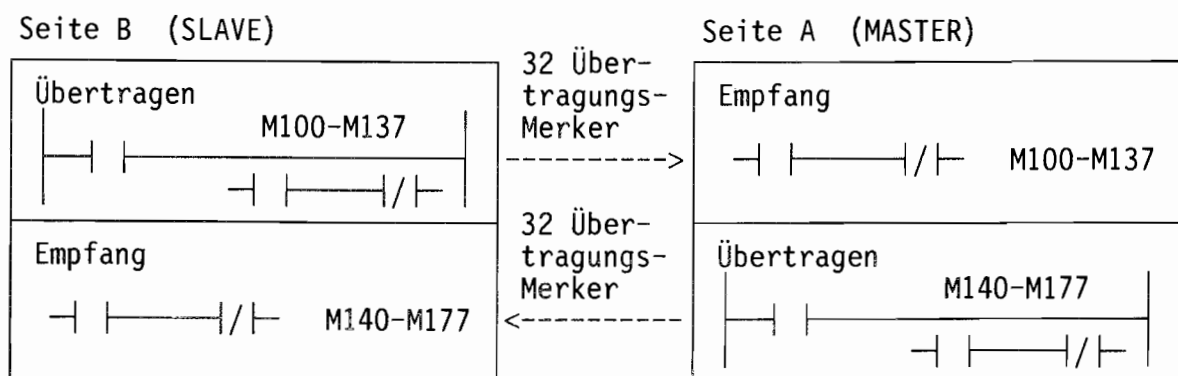 Seite B (SLAVE)
Übertragen
M100-M137
Empfang
M140-M177
32 Über-
tragungs-
Merker
32 Über-
tragungs-
Merker
Seite A (MASTER)
Empfang
M100-M137
Übertragen
M140-M177